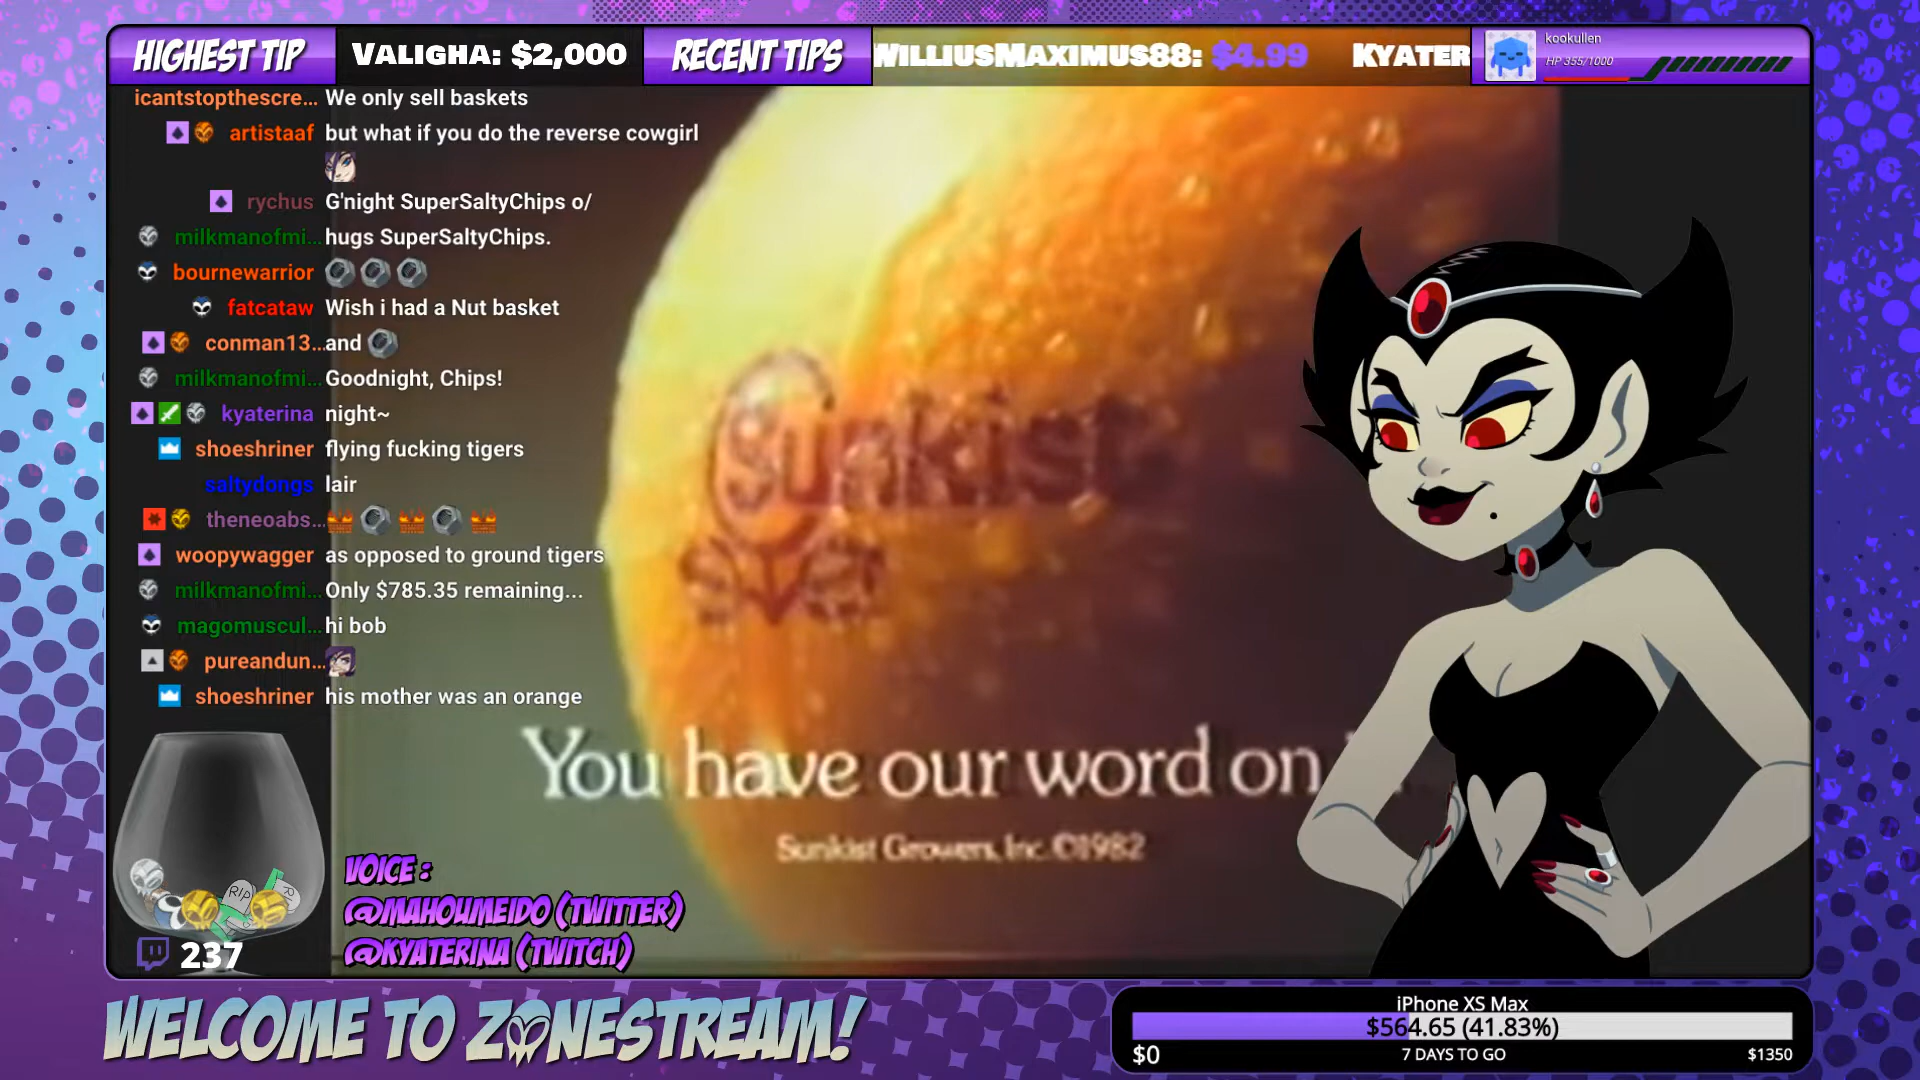 HIGHEST TIP
VALIGHA: $2,000
RECENT TIPS
WILLIUSMAXIMUS88: $4.99 KYATER
kookullen
HP 355/1000
icantstopthescre... We only sell baskets
artistaaf but what if you do the reverse cowgirl
rychus G'night SuperSaltyChips o/
milkmanofmi... hugs SuperSaltyChips.
bournewarrior
fatcataw Wish i had a Nut basket
conman13... and
milkmanofmi... Goodnight, Chips!
kyaterina night~
shoeshriner flying fucking tigers
saltydongs lair
theneoabs...
woopywagger as opposed to ground tigers
milkmanofmi... Only $785.35 remaining...
magomuscul... hi bob
pureandun...
shoeshriner his mother was an orange
Sunkist
You have our word on
Sunkist Growers, Inc. ©1982
RIP
237
VOICE :
@MAHOUMEIDO (TWITTER)
@KYATERINA (TWITCH)
WELCOME TO ZONESTREAM!
iPhone XS Max
$564.65 (41.83%)
$0 7 DAYS TO GO $1350